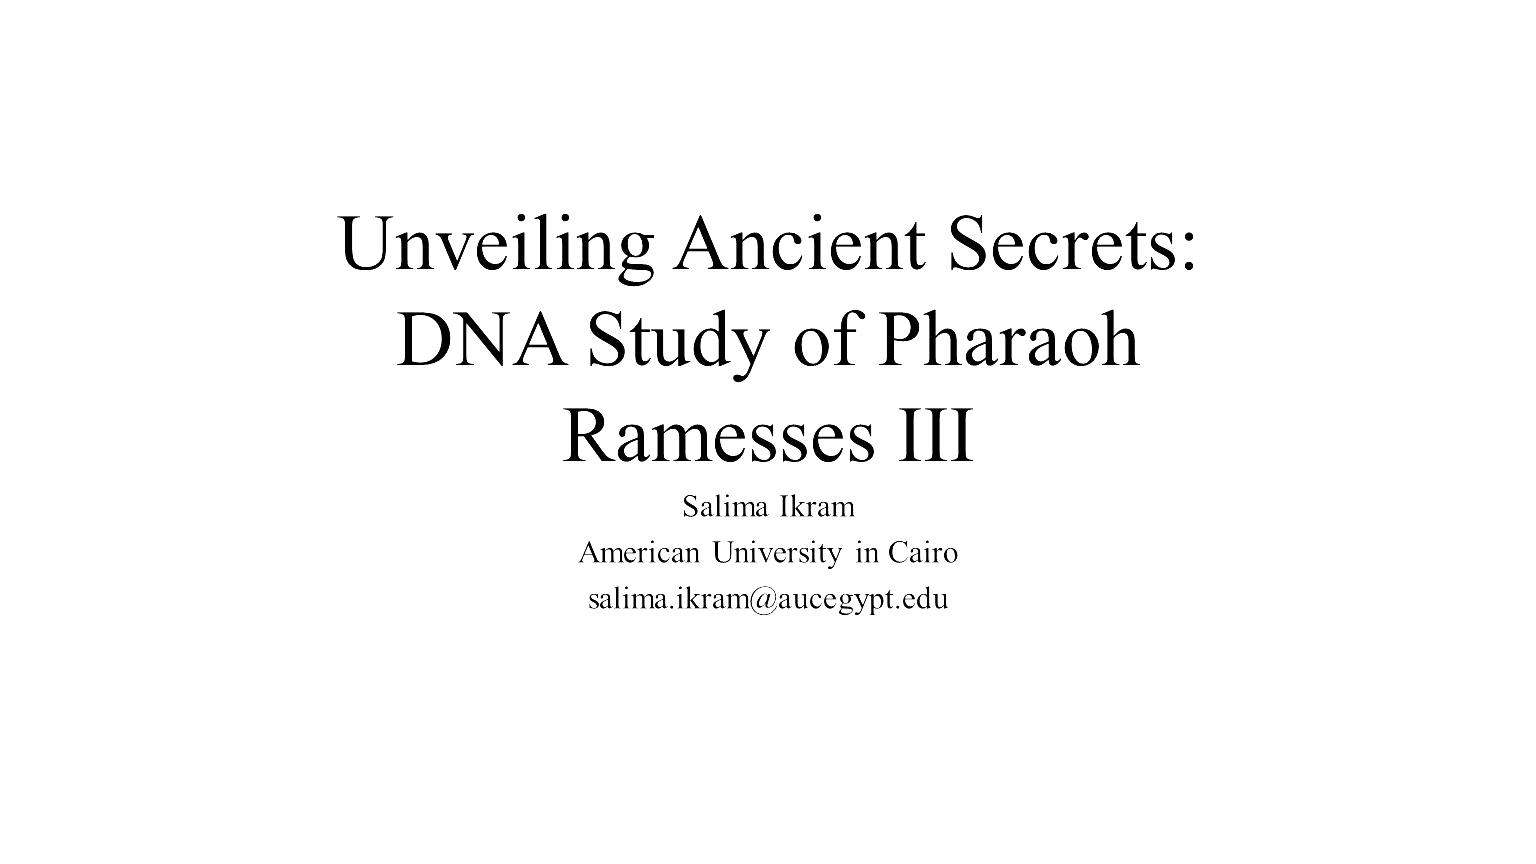 Unveiling Ancient Secrets:
DNA Study of Pharaoh
Ramesses III
Salima Ikram
American University in Cairo
salima.ikram@aucegypt.edu